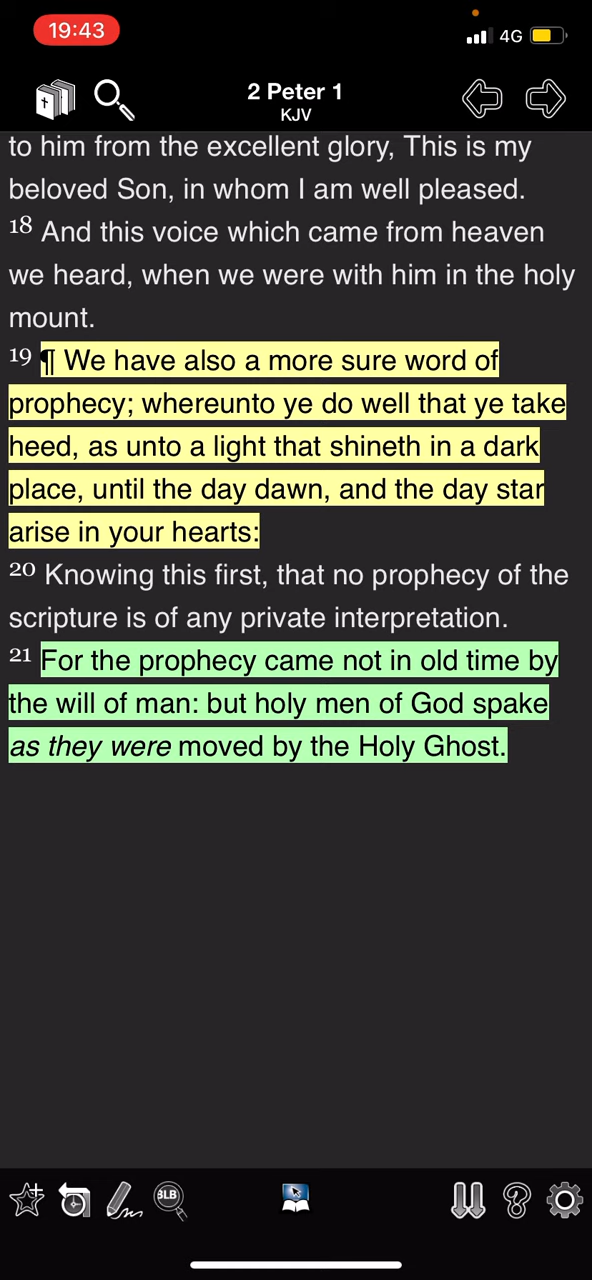 19:43
4G
2 Peter 1
KJV
to him from the excellent glory, This is my
beloved Son, in whom I am well pleased.
18 And this voice which came from heaven
we heard, when we were with him in the holy
mount.
19 ¶ We have also a more sure word of
prophecy; whereunto ye do well that ye take
heed, as unto a light that shineth in a dark
place, until the day dawn, and the day star
arise in your hearts:
20 Knowing this first, that no prophecy of the
scripture is of any private interpretation.
21 For the prophecy came not in old time by
the will of man: but holy men of God spake
as they were moved by the Holy Ghost.
BLB